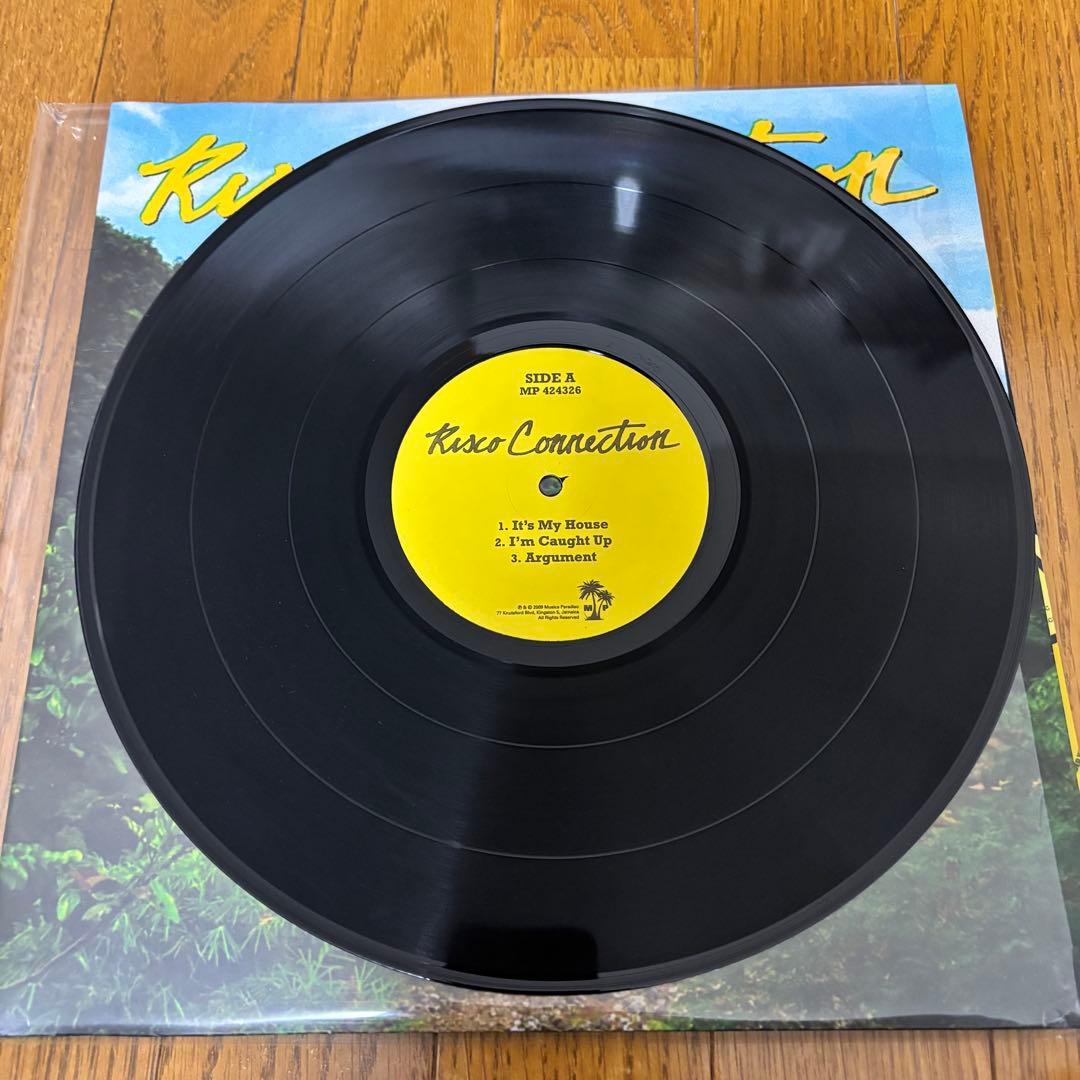 SIDE A
MP 424326
Risco Connection
1. It's My House
2. I'm Caught Up
3. Argument
MP
℗ & © 2009 Musica Paradiso
77 Knutsford Blvd, Kingston 5, Jamaica
All Rights Reserved